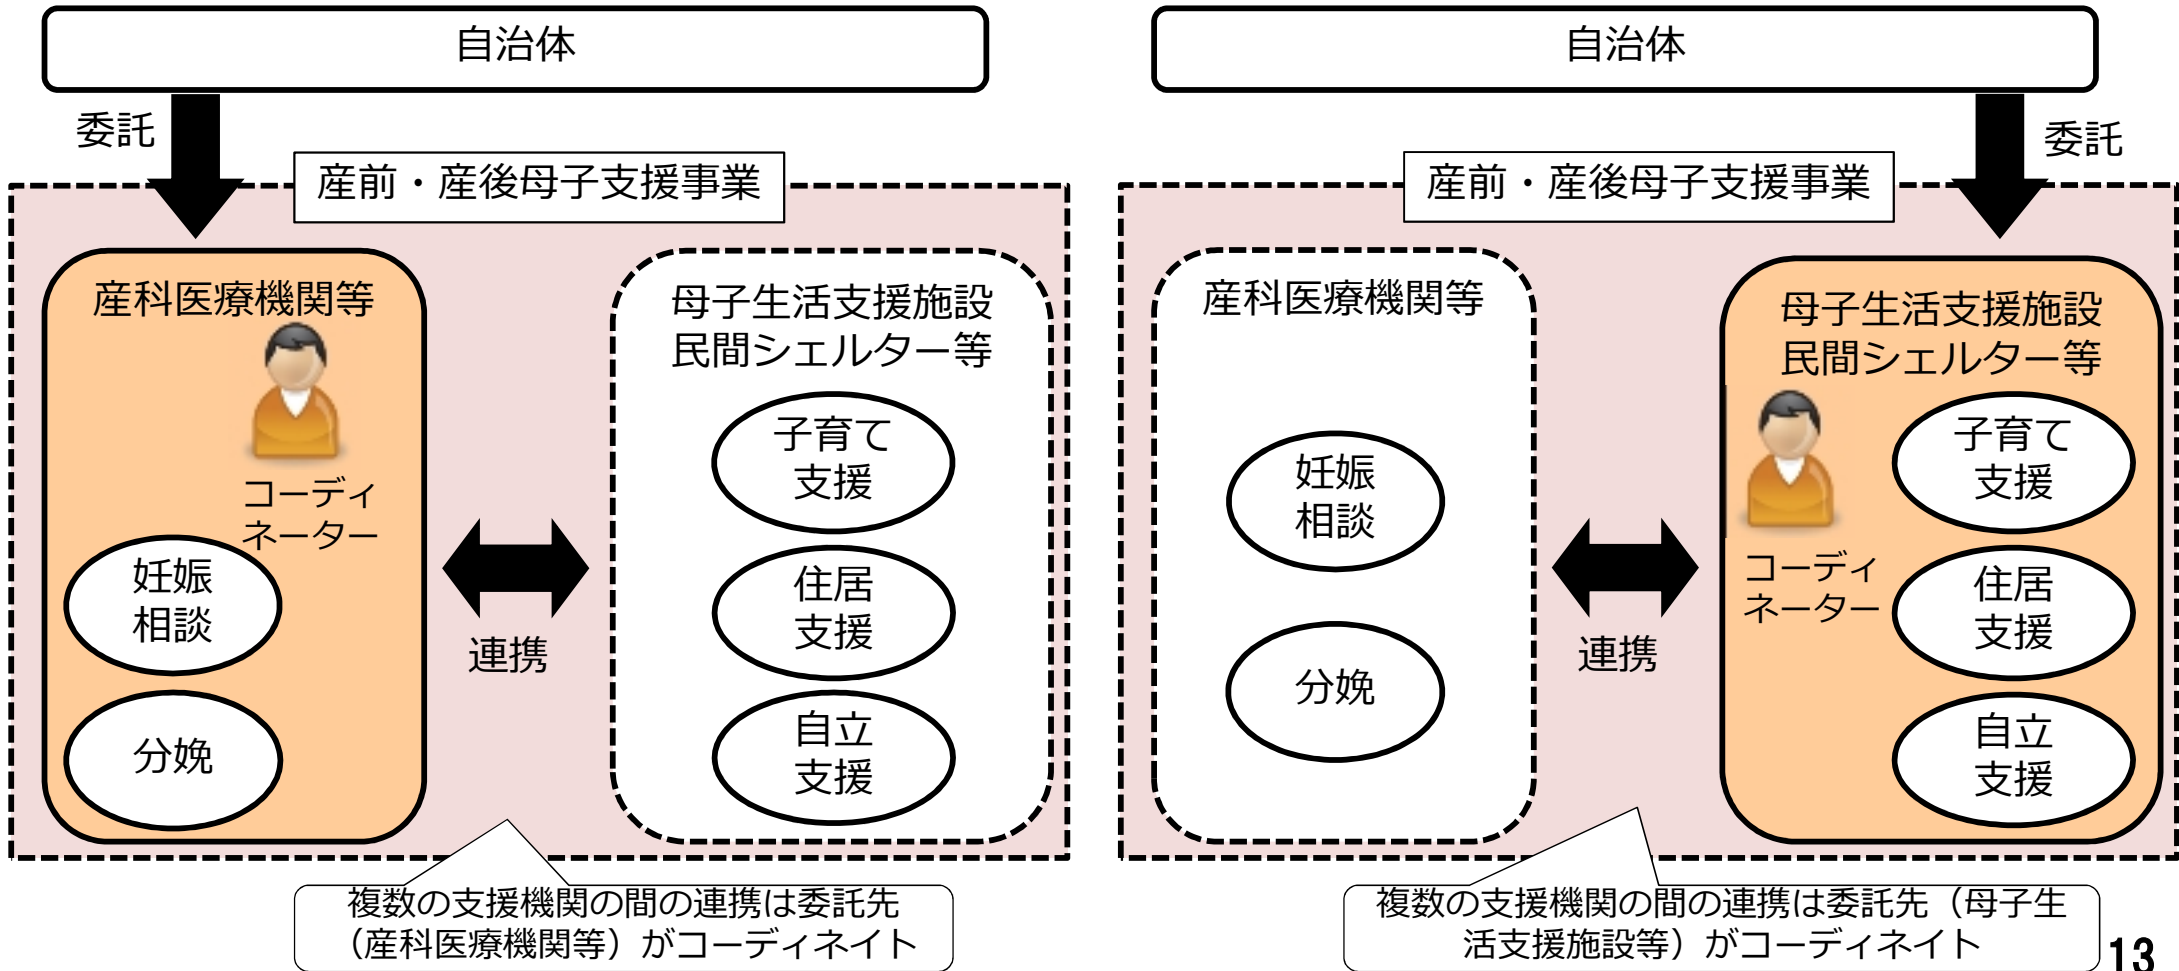 自治体
委託
産前・産後母子支援事業
産科医療機関等
コーディ
ネーター
妊娠
相談
分娩
連携
母子生活支援施設
民間シェルター等
子育て
支援
住居
支援
自立
支援
複数の支援機関の間の連携は委託先
（産科医療機関等）がコーディネイト
自治体
委託
産前・産後母子支援事業
産科医療機関等
妊娠
相談
分娩
連携
母子生活支援施設
民間シェルター等
コーディ
ネーター
子育て
支援
住居
支援
自立
支援
複数の支援機関の間の連携は委託先（母子生
活支援施設等）がコーディネイト
13